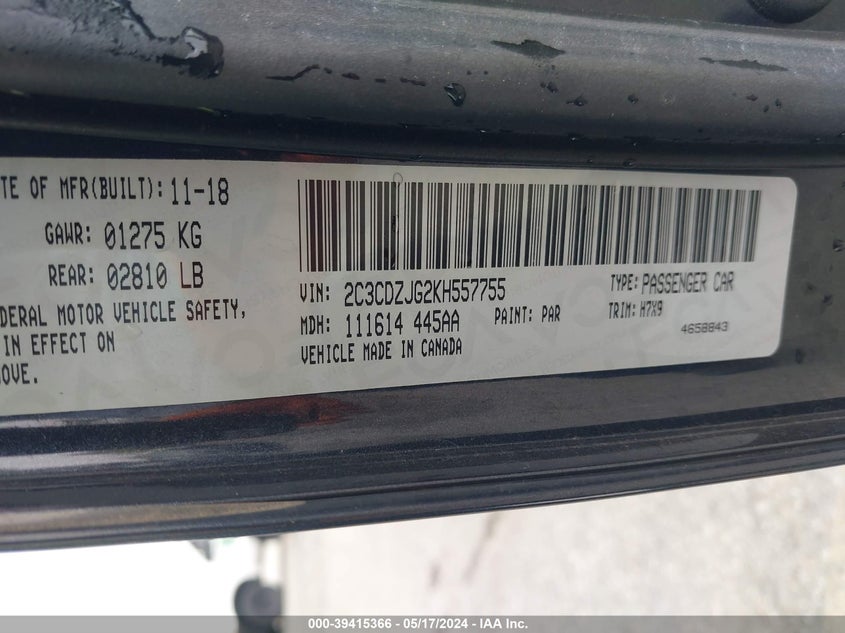 TE OF MFR(BUILT): 11-18
GAWR: 01275 KG
REAR: 02810 LB
DERAL MOTOR VEHICLE SAFETY,
IN EFFECT ON
OVE.
VIN: 2C3CDZJG2KH557755
TYPE: PASSENGER CAR
MDH: 111614 445AA
PAINT: PAR
TRIM: H7X9
VEHICLE MADE IN CANADA
4658843
000-39415366 - 05/17/2024 - IAA Inc.